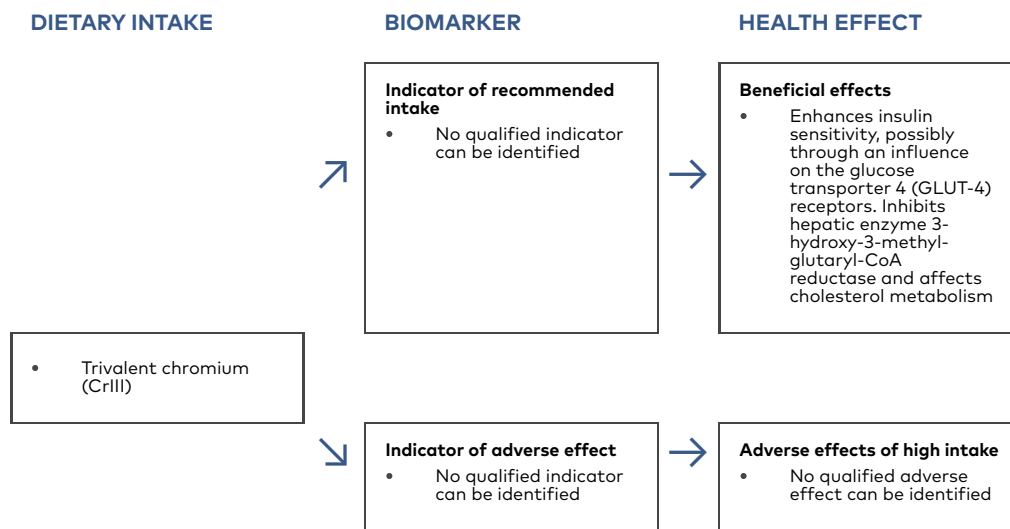 DIETARY INTAKE
BIOMARKER
HEALTH EFFECT
• Trivalent chromium
(CrIII)
Indicator of recommended
intake
• No qualified indicator
can be identified
Beneficial effects
• Enhances insulin
sensitivity, possibly
through an influence
on the glucose
transporter 4 (GLUT-4)
receptors. Inhibits
hepatic enzyme 3-
hydroxy-3-methyl-
glutaryl-CoA
reductase and affects
cholesterol metabolism
Indicator of adverse effect
• No qualified indicator
can be identified
Adverse effects of high intake
• No qualified adverse
effect can be identified